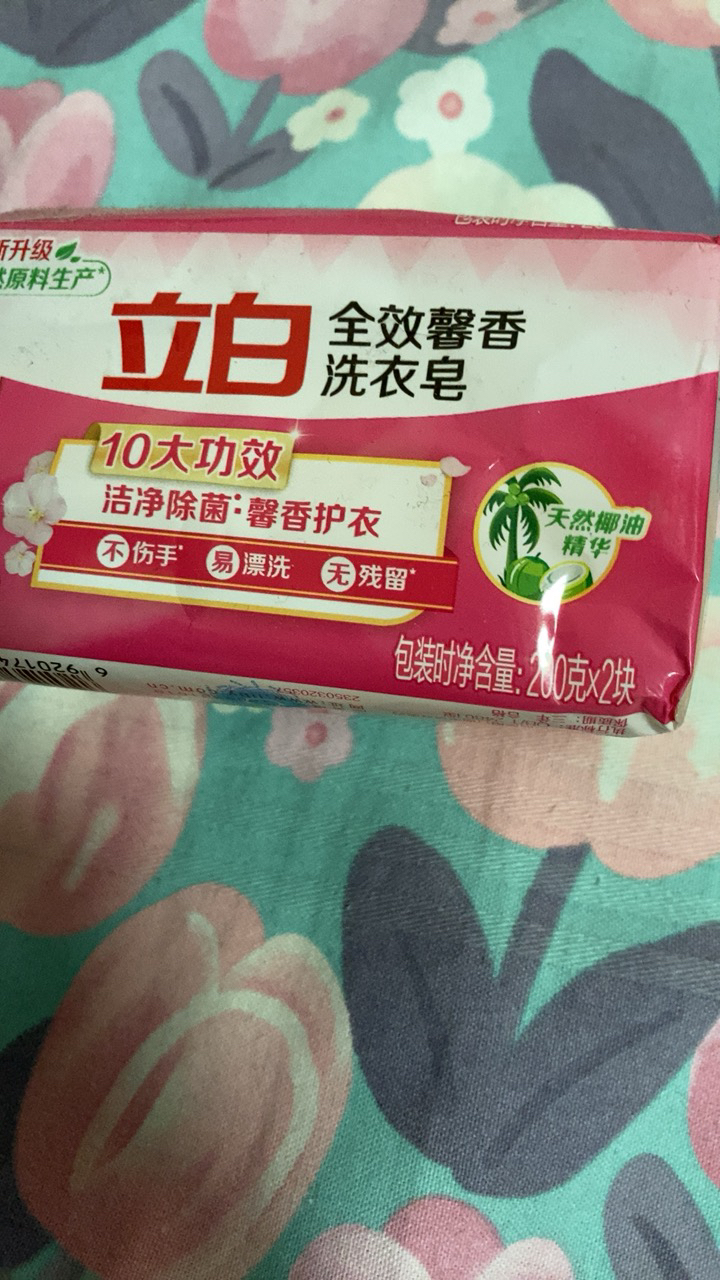 新升级
然原料生产*
立白
全效馨香
洗衣皂
10大功效
洁净除菌*馨香护衣
不伤手*
易漂洗
无残留*
天然椰油
精华
包装时净含量: 200克×2块
6 920174